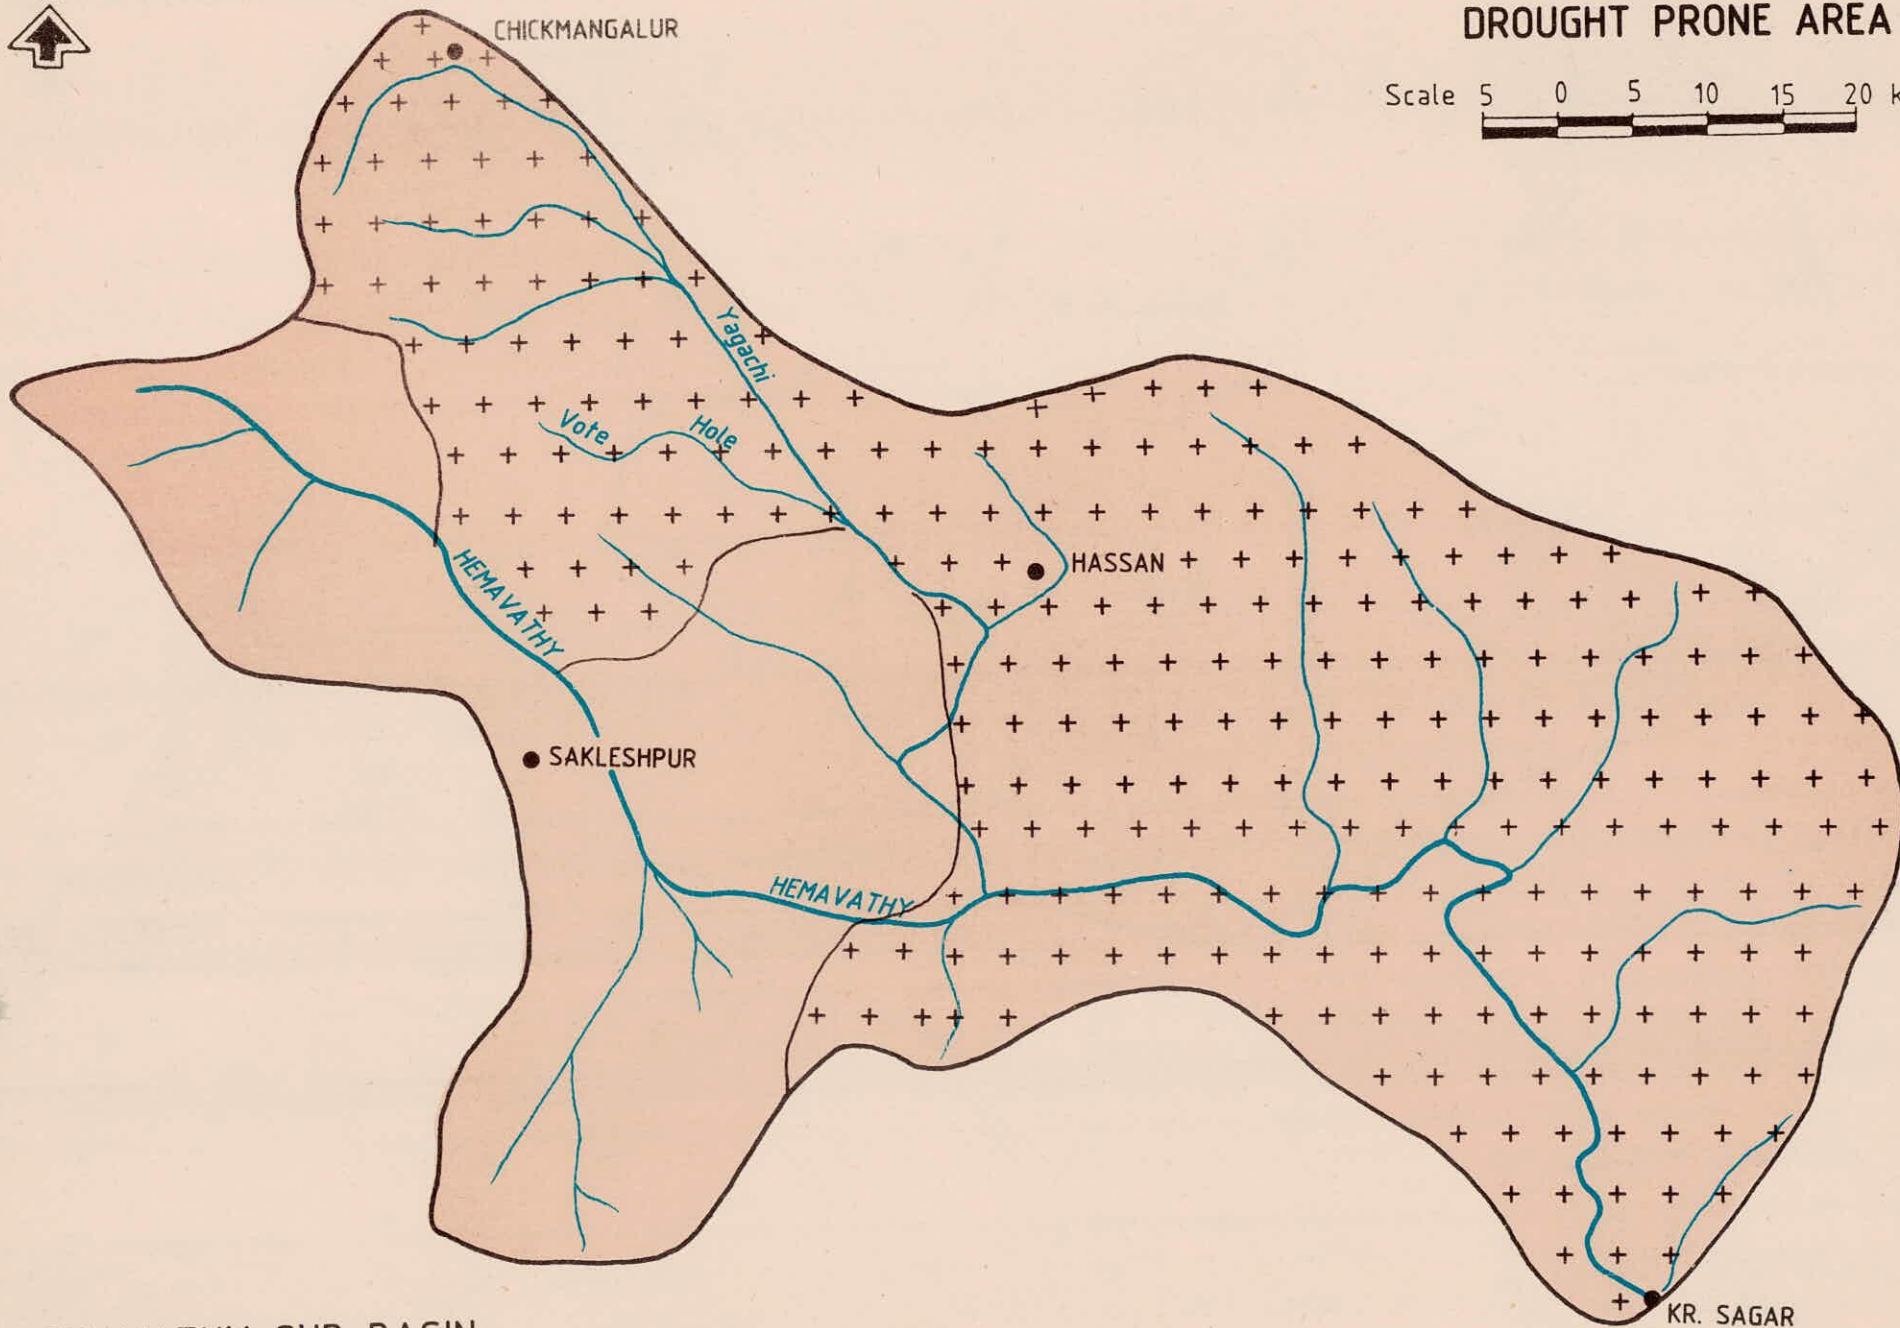 CHICKMANGALUR
DROUGHT PRONE AREA
Scale 5 0 5 10 15 20
Yagachi
Vote Hole
HASSAN
HEMAVATHY
SAKLESHPUR
HEMAVATHY
KR. SAGAR